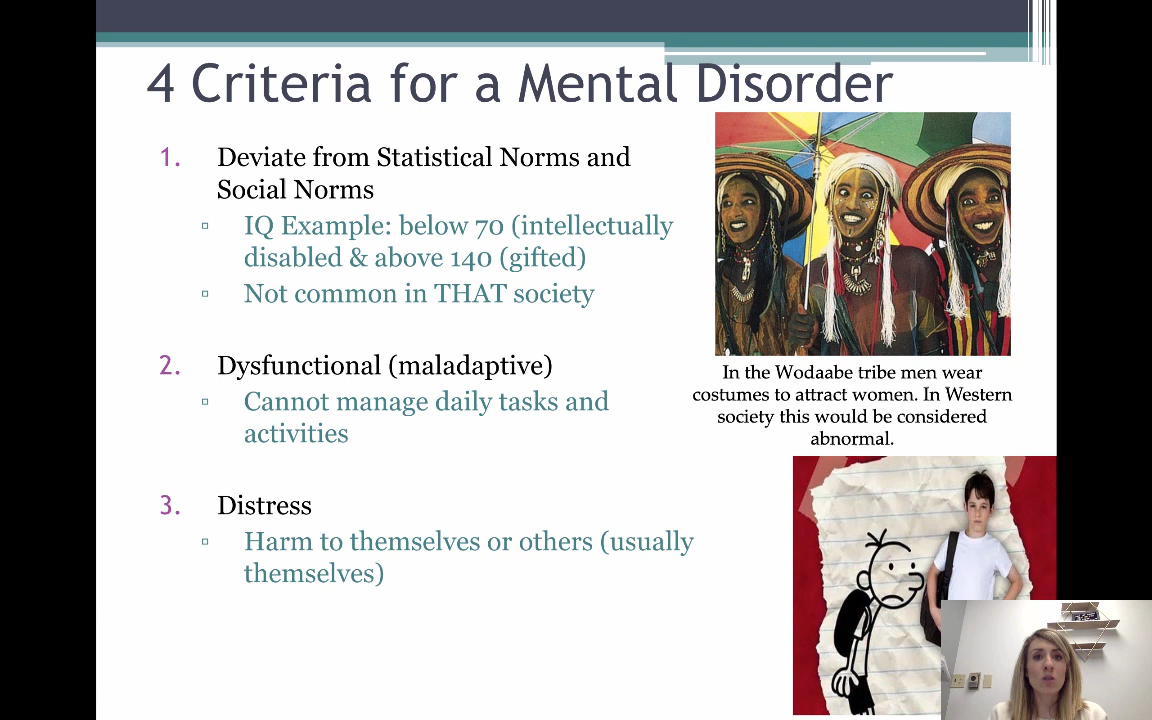 4 Criteria for a Mental Disorder
1. Deviate from Statistical Norms and
Social Norms
▫ IQ Example: below 70 (intellectually
disabled & above 140 (gifted)
▫ Not common in THAT society
2. Dysfunctional (maladaptive)
▫ Cannot manage daily tasks and
activities
3. Distress
▫ Harm to themselves or others (usually
themselves)
In the Wodaabe tribe men wear
costumes to attract women. In Western
society this would be considered
abnormal.